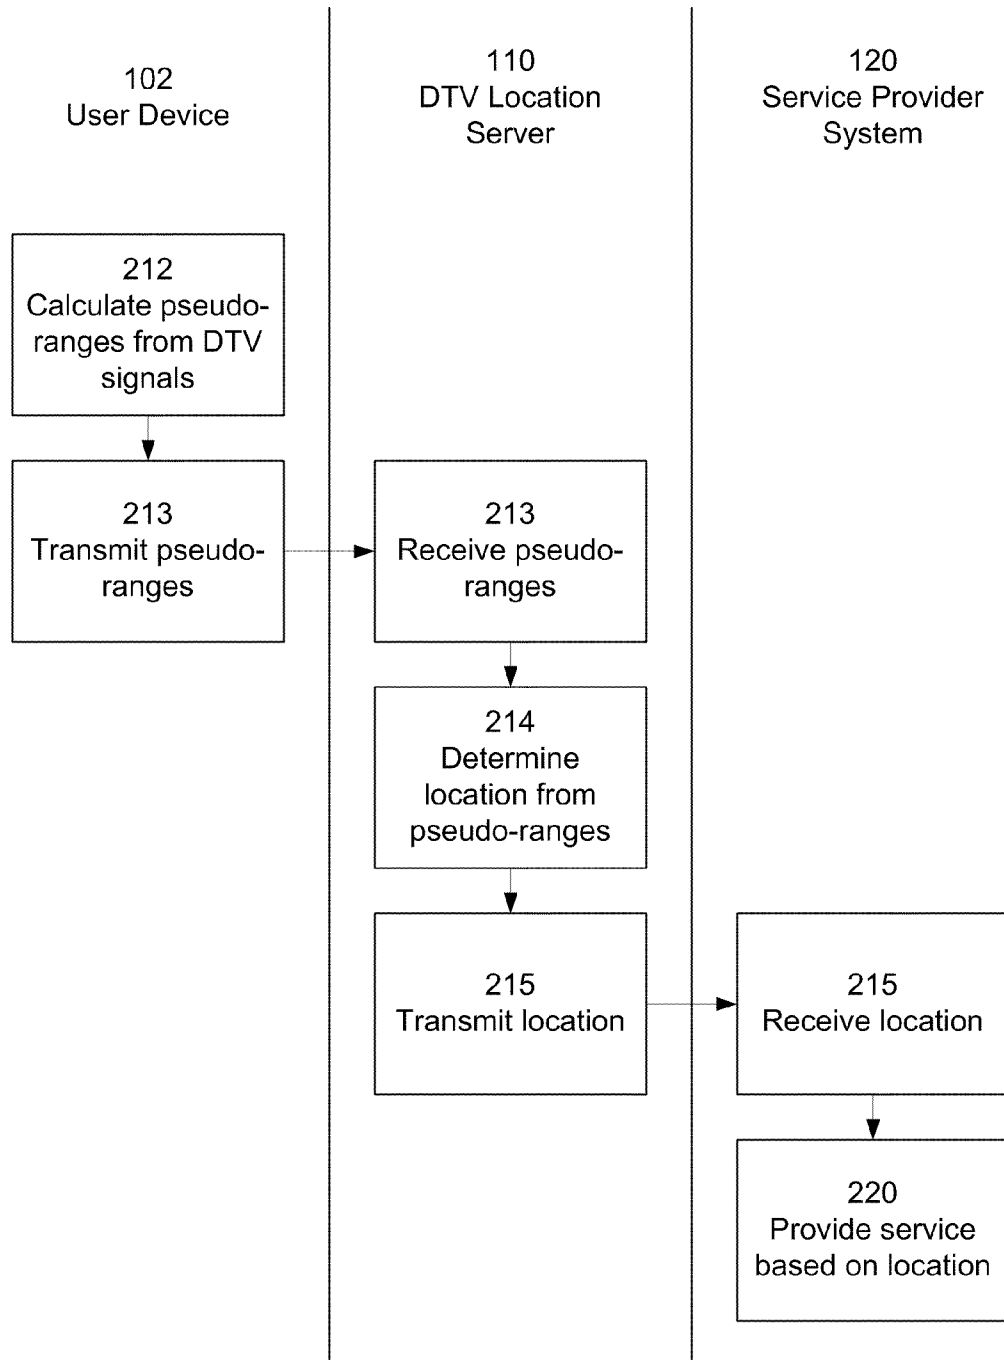 102
User Device
110
DTV Location
Server
120
Service Provider
System
212
Calculate pseudo-
ranges from DTV
signals
213
Transmit pseudo-
ranges
213
Receive pseudo-
ranges
214
Determine
location from
pseudo-ranges
215
Transmit location
215
Receive location
220
Provide service
based on location